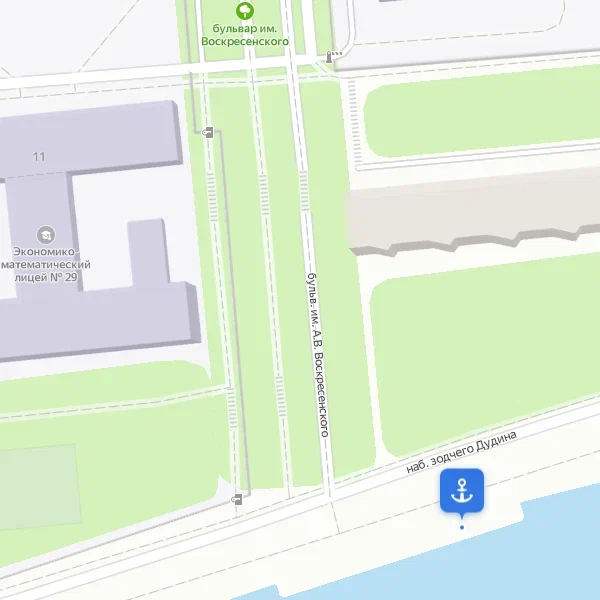 бульвар им.
Воскресенского
11
Экономико-
математический
лицей № 29
бульв. им. А.В. Воскресенского
наб. зодчего Дудина